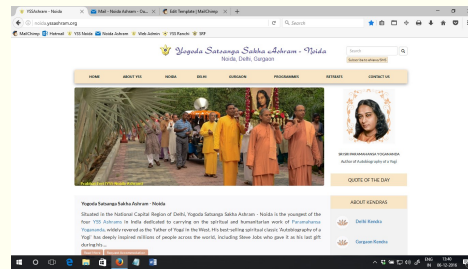 YSSAshram - Noida
Mail - Noida Ashram - Ou...
Edit Template | MailChimp
noida.yssashram.org
Search
MailChimp Hotmail YSS Noida Noida Ashram Web Admin YSS Ranchi SRF
Yogoda Satsanga Sakha Ashram - Noida
Noida, Delhi, Gurgaon
Search
HOME ABOUT YSS NOIDA DELHI GURGAON PROGRAMMES RETREATS CONTACT US
SRI SRI PARAMAHANSA YOGANANDA
Author of Autobiography of a Yogi
QUOTE OF THE DAY
Yogoda Satsanga Sakha Ashram - Noida
Situated in the National Capital Region of Delhi, Yogoda Satsanga Sakha Ashram - Noida is the youngest of the
Four YSS Ashrams in India dedicated to carrying on the spiritual and humanitarian work of Paramahansa
Yogananda, widely revered as the 'Father of Yoga' in the West. His best-selling spiritual classic 'Autobiography of a
Yogi' has deeply inspired millions of people across the world, including Steve Jobs who gave it as his last gift
during his...
ABOUT KENDRAS
Delhi Kendra
Gurgaon Kendra
ENG
IN
13:40
06-12-2016